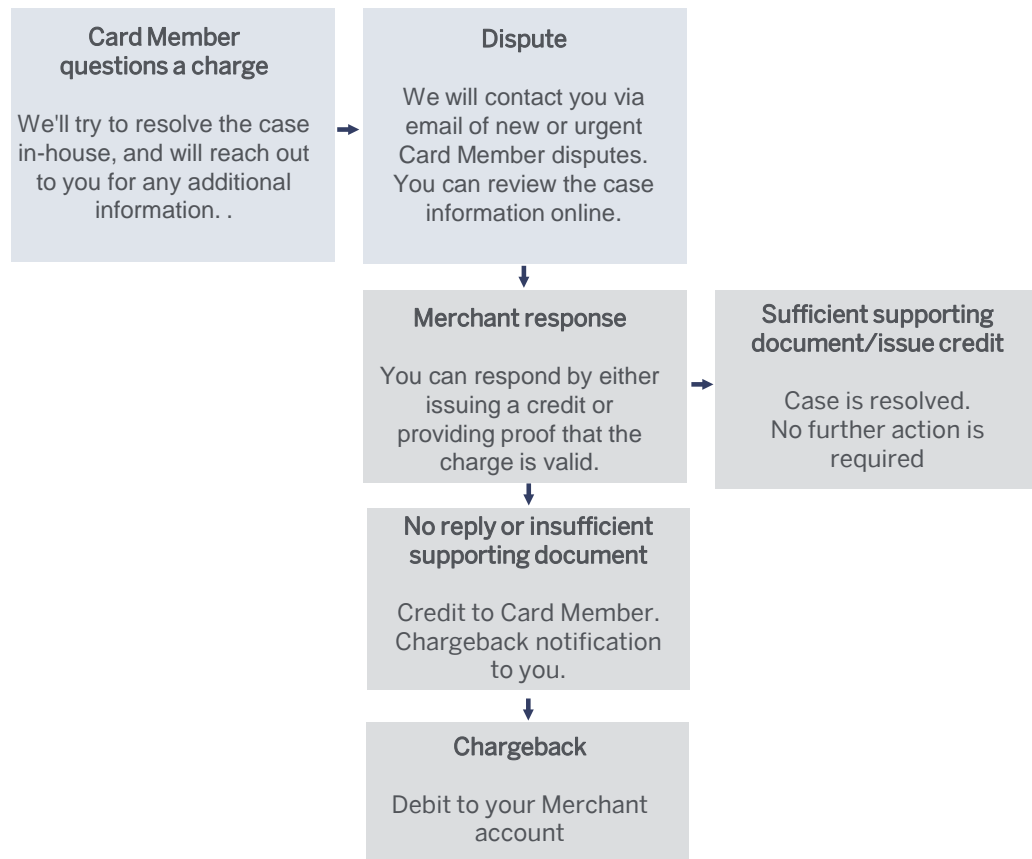 Card Member
questions a charge
We'll try to resolve the case
in-house, and will reach out
to you for any additional
information. .
Dispute
We will contact you via
email of new or urgent
Card Member disputes.
You can review the case
information online.
Merchant response
You can respond by either
issuing a credit or
providing proof that the
charge is valid.
Sufficient supporting
document/issue credit
Case is resolved.
No further action is
required
No reply or insufficient
supporting document
Credit to Card Member.
Chargeback notification
to you.
Chargeback
Debit to your Merchant
account